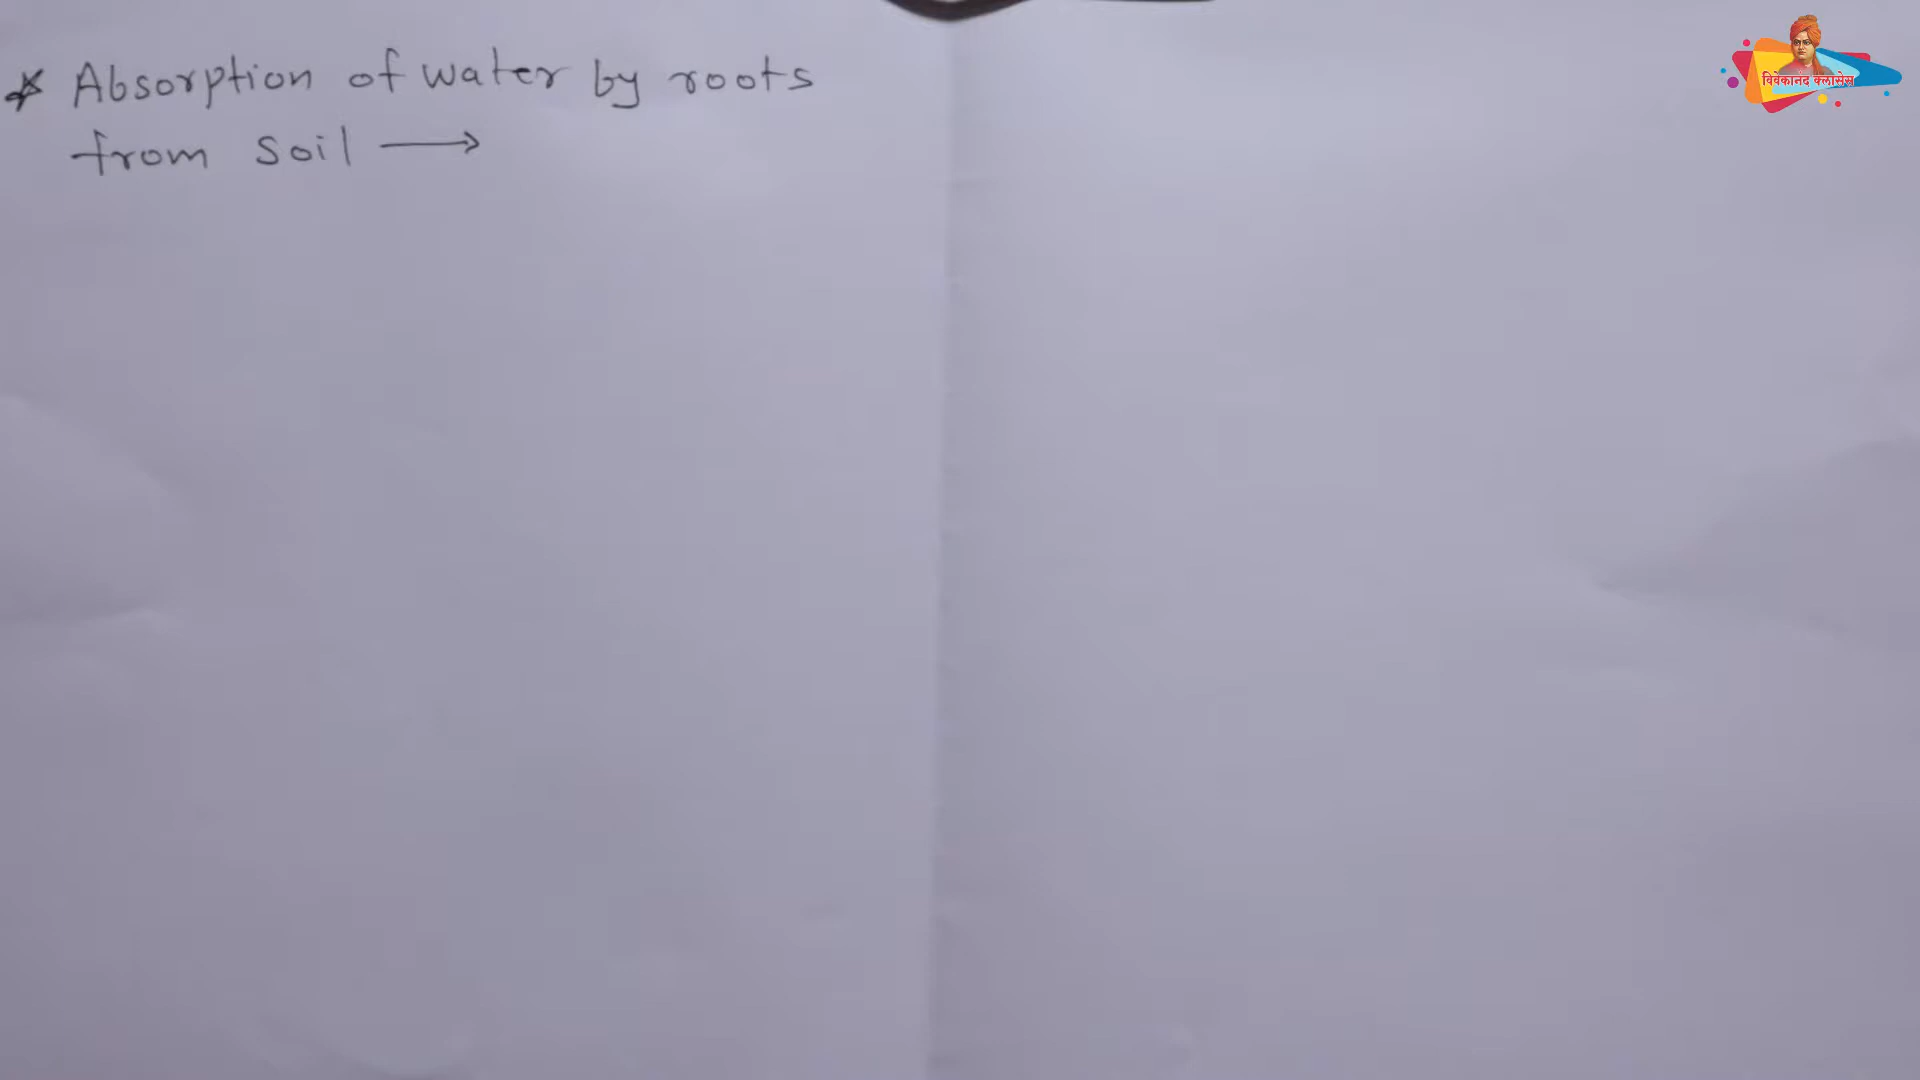 * Absorption of water by roots
from soil →
विवेकानंद क्लासेस